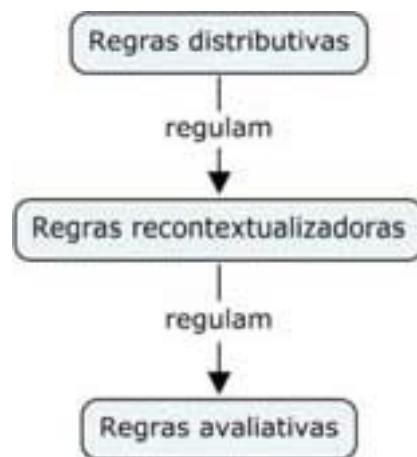 Regras distributivas
regulam
Regras recontextualizadoras
regulam
Regras avaliativas